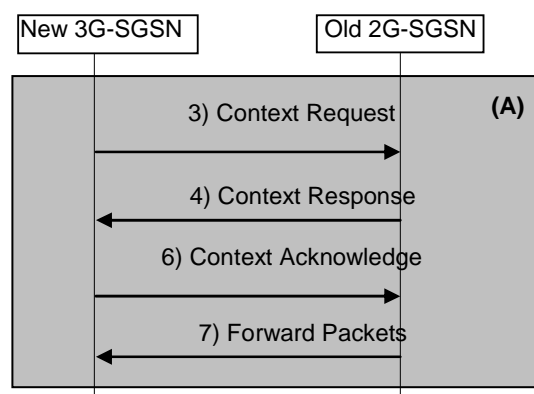 New 3G-SGSN Old 2G-SGSN
(A)
3) Context Request
4) Context Response
6) Context Acknowledge
7) Forward Packets